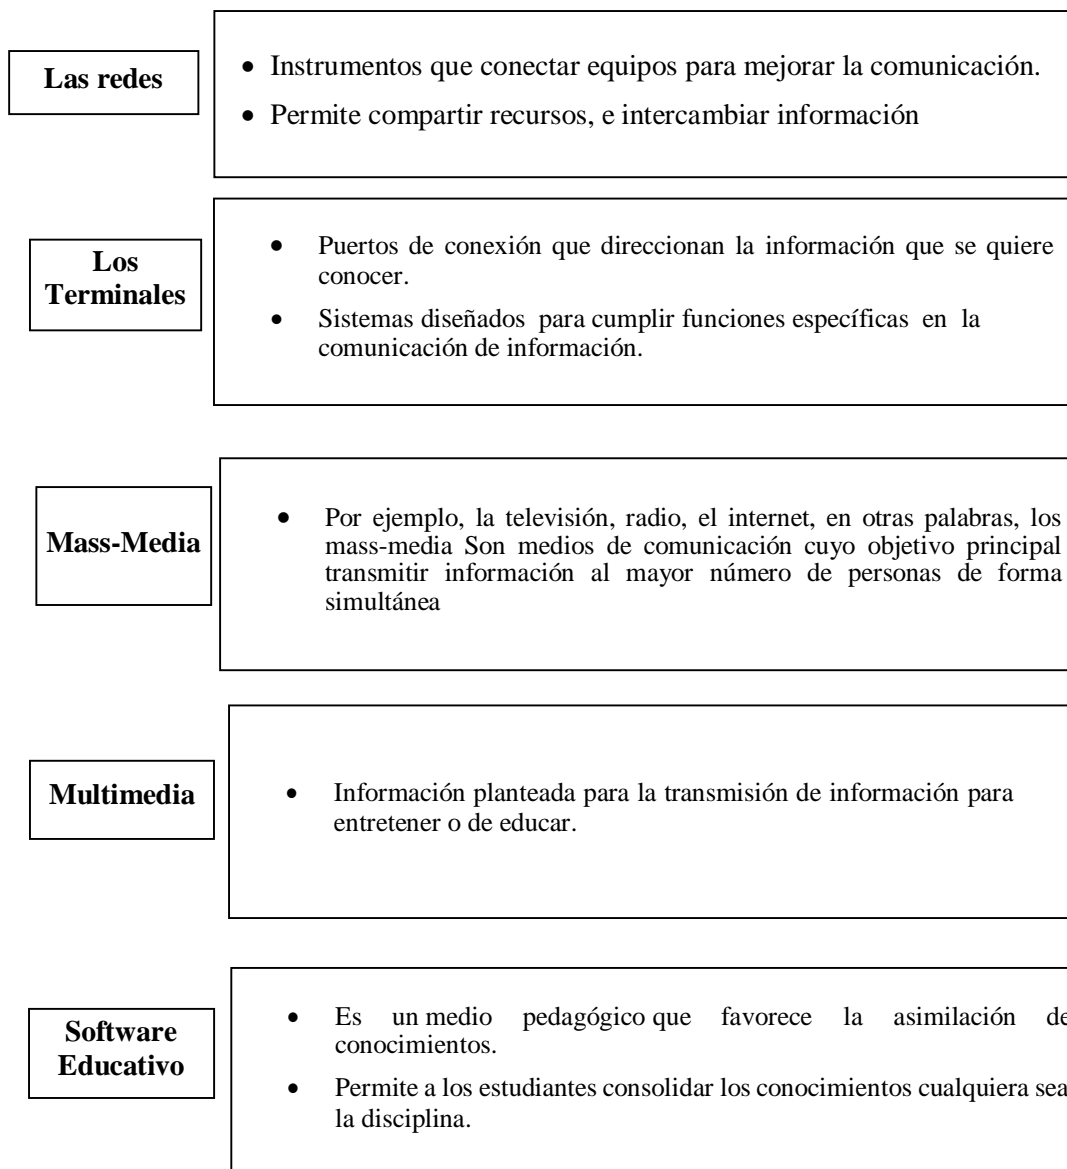 Las redes
• Instrumentos que conectar equipos para mejorar la comunicación.
• Permite compartir recursos, e intercambiar información
Los
Terminales
• Puertos de conexión que direccionan la información que se quiere
conocer.
• Sistemas diseñados para cumplir funciones específicas en la
comunicación de información.
Mass-Media
• Por ejemplo, la televisión, radio, el internet, en otras palabras, los
mass-media Son medios de comunicación cuyo objetivo principal
transmitir información al mayor número de personas de forma
simultánea
Multimedia
• Información planteada para la transmisión de información para
entretener o de educar.
Software
Educativo
• Es un medio pedagógico que favorece la asimilación de
conocimientos.
• Permite a los estudiantes consolidar los conocimientos cualquiera sea
la disciplina.